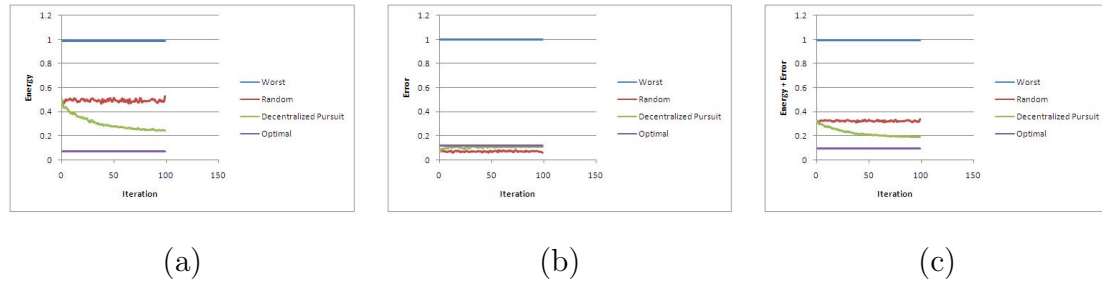 1.2
1
0.8
0.6
0.4
0.2
0
Energy
0 50 100 150
Iteration
Worst
Random
Decentralized Pursuit
Optimal
(a)
1.2
1
0.8
0.6
0.4
0.2
0
Error
0 50 100 150
Iteration
Worst
Random
Decentralized Pursuit
Optimal
(b)
1.2
1
0.8
0.6
0.4
0.2
0
Energy + Error
0 50 100 150
Iteration
Worst
Random
Decentralized Pursuit
Optimal
(c)